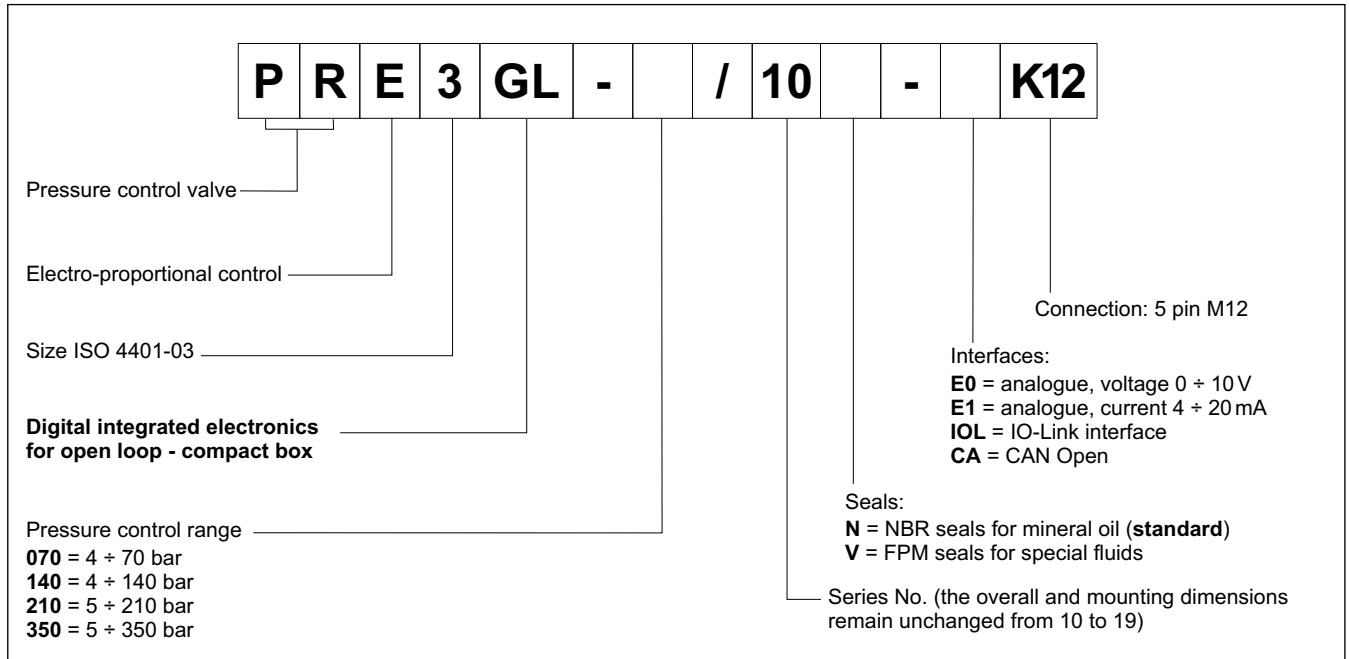 P R E 3 GL - / 10 - K12
Pressure control valve
Electro-proportional control
Size ISO 4401-03
Digital integrated electronics
for open loop - compact box
Pressure control range
070 = 4 ÷ 70 bar
140 = 4 ÷ 140 bar
210 = 5 ÷ 210 bar
350 = 5 ÷ 350 bar
Connection: 5 pin M12
Interfaces:
E0 = analogue, voltage 0 ÷ 10 V
E1 = analogue, current 4 ÷ 20 mA
IOL = IO-Link interface
CA = CAN Open
Seals:
N = NBR seals for mineral oil (standard)
V = FPM seals for special fluids
Series No. (the overall and mounting dimensions
remain unchanged from 10 to 19)